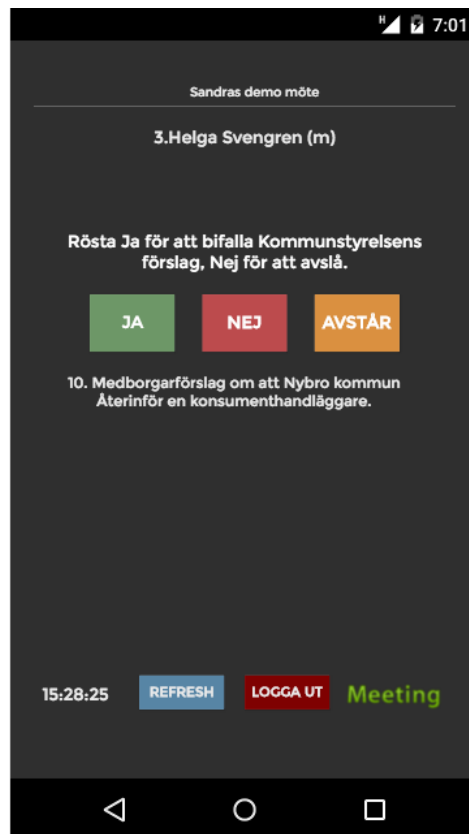 H 7:01
Sandras demo möte
3.Helga Svengren (m)
Rösta Ja för att bifalla Kommunstyrelsens
förslag, Nej för att avslå.
JA NEJ AVSTÅR
10. Medborgarförslag om att Nybro kommun
Återinför en konsumenthandläggare.
15:28:25 REFRESH LOGGA UT Meeting